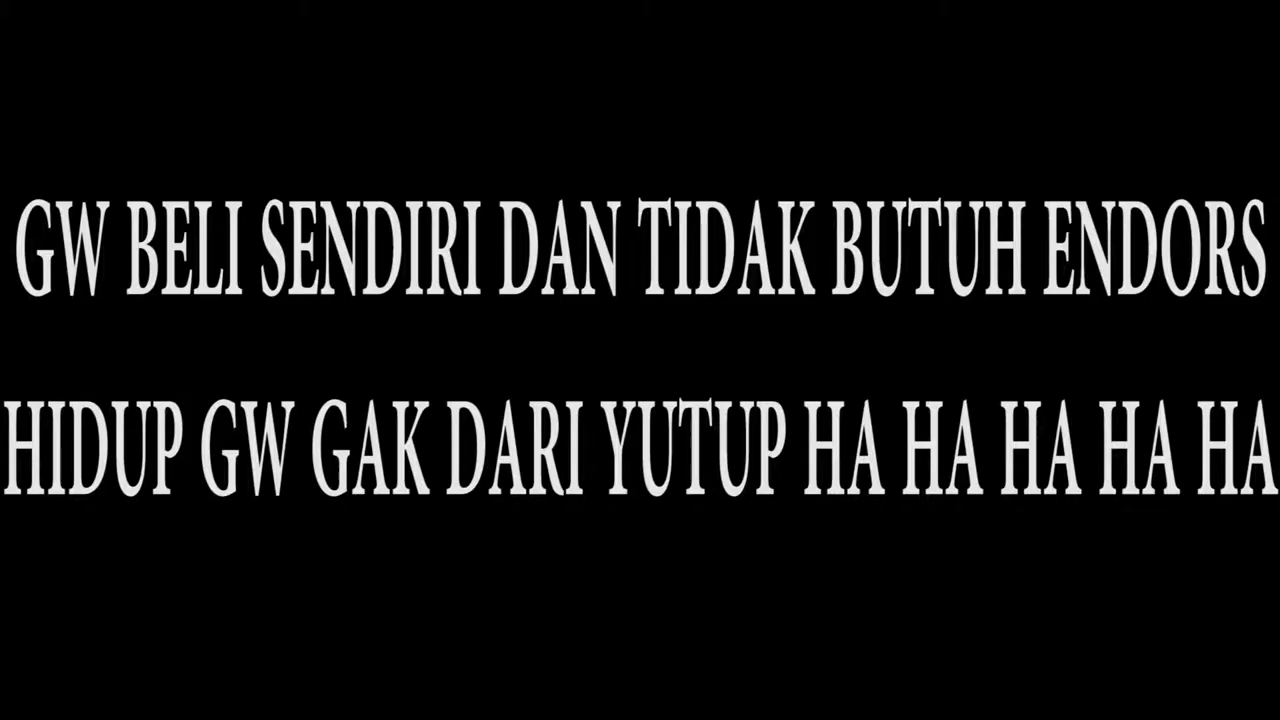 GW BELI SENDIRI DAN TIDAK BUTUH ENDORS
HIDUP GW GAK DARI YUTUP HA HA HA HA HA